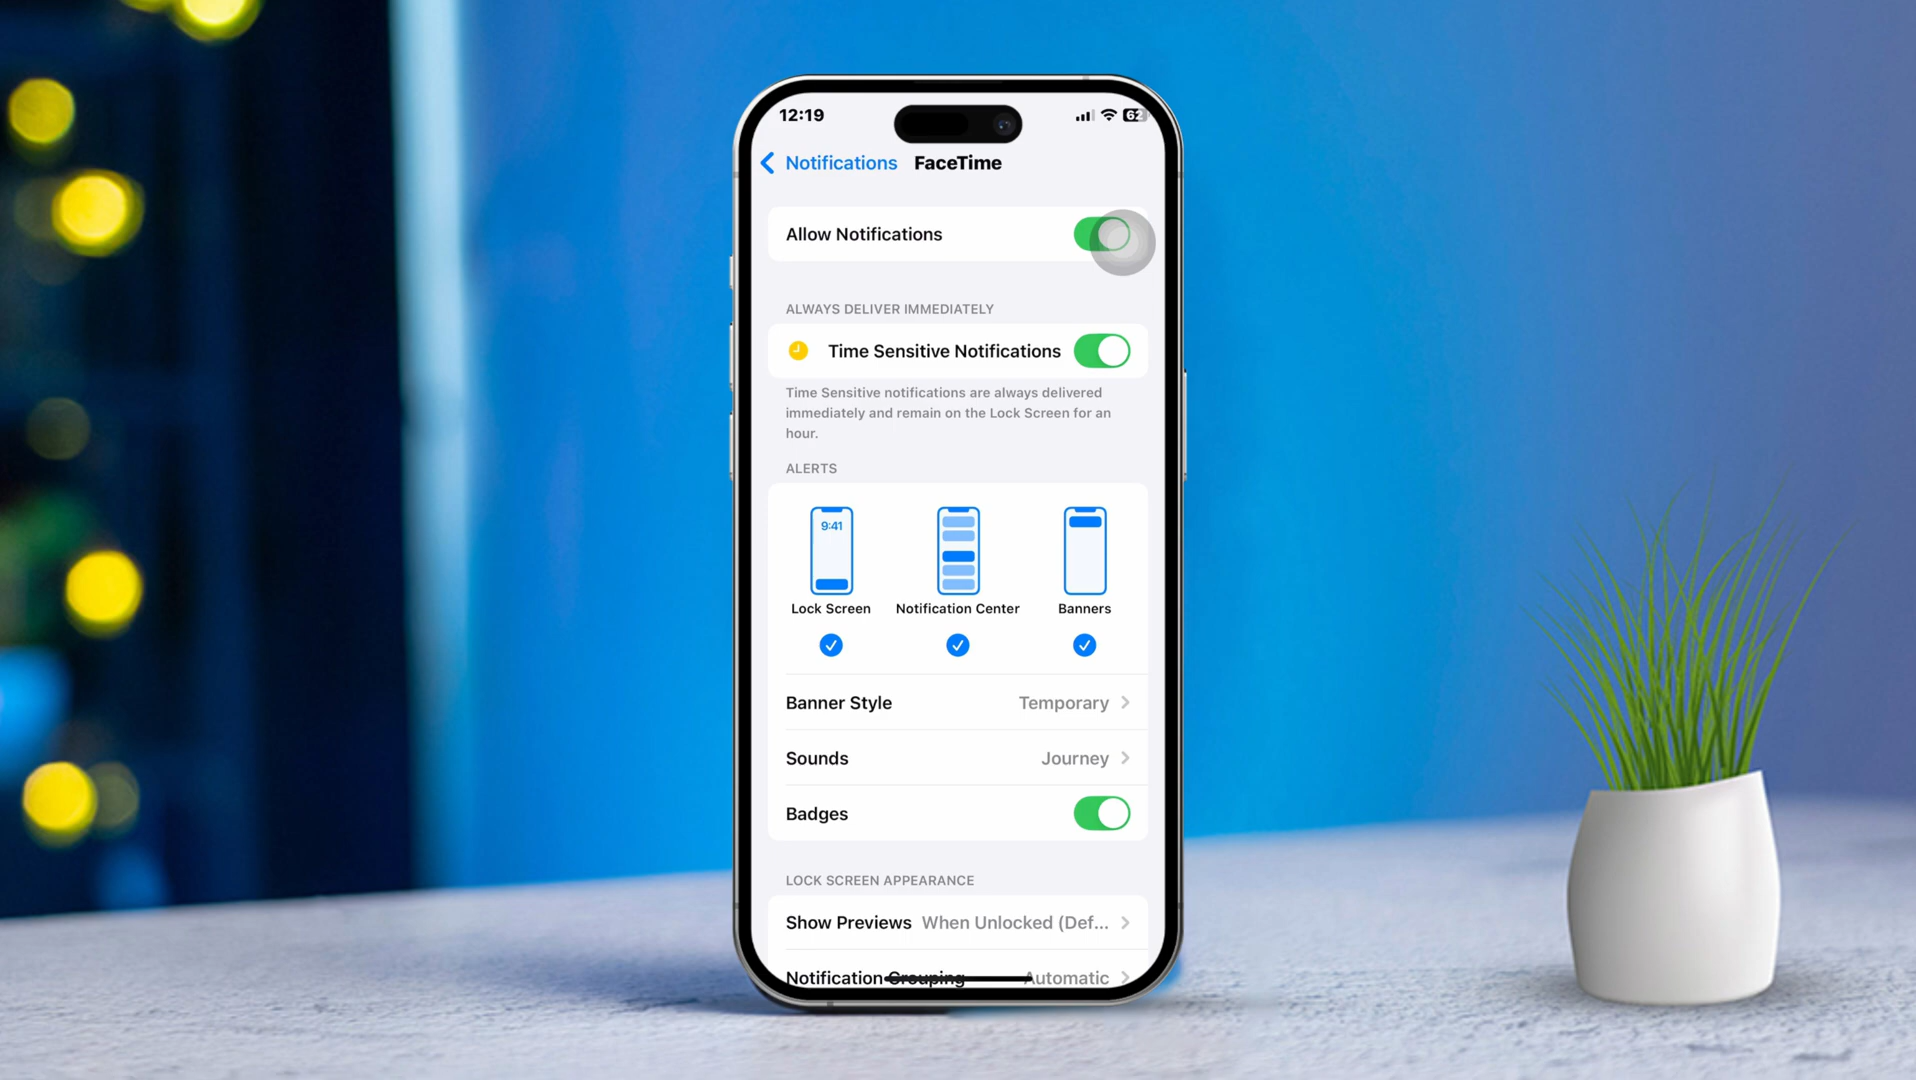 12:19
62
Notifications FaceTime
Allow Notifications
ALWAYS DELIVER IMMEDIATELY
Time Sensitive Notifications
Time Sensitive notifications are always delivered
immediately and remain on the Lock Screen for an
hour.
ALERTS
9:41
Lock Screen Notification Center Banners
Banner Style Temporary
Sounds Journey
Badges
LOCK SCREEN APPEARANCE
Show Previews When Unlocked (Def...
Notification Grouping Automatic